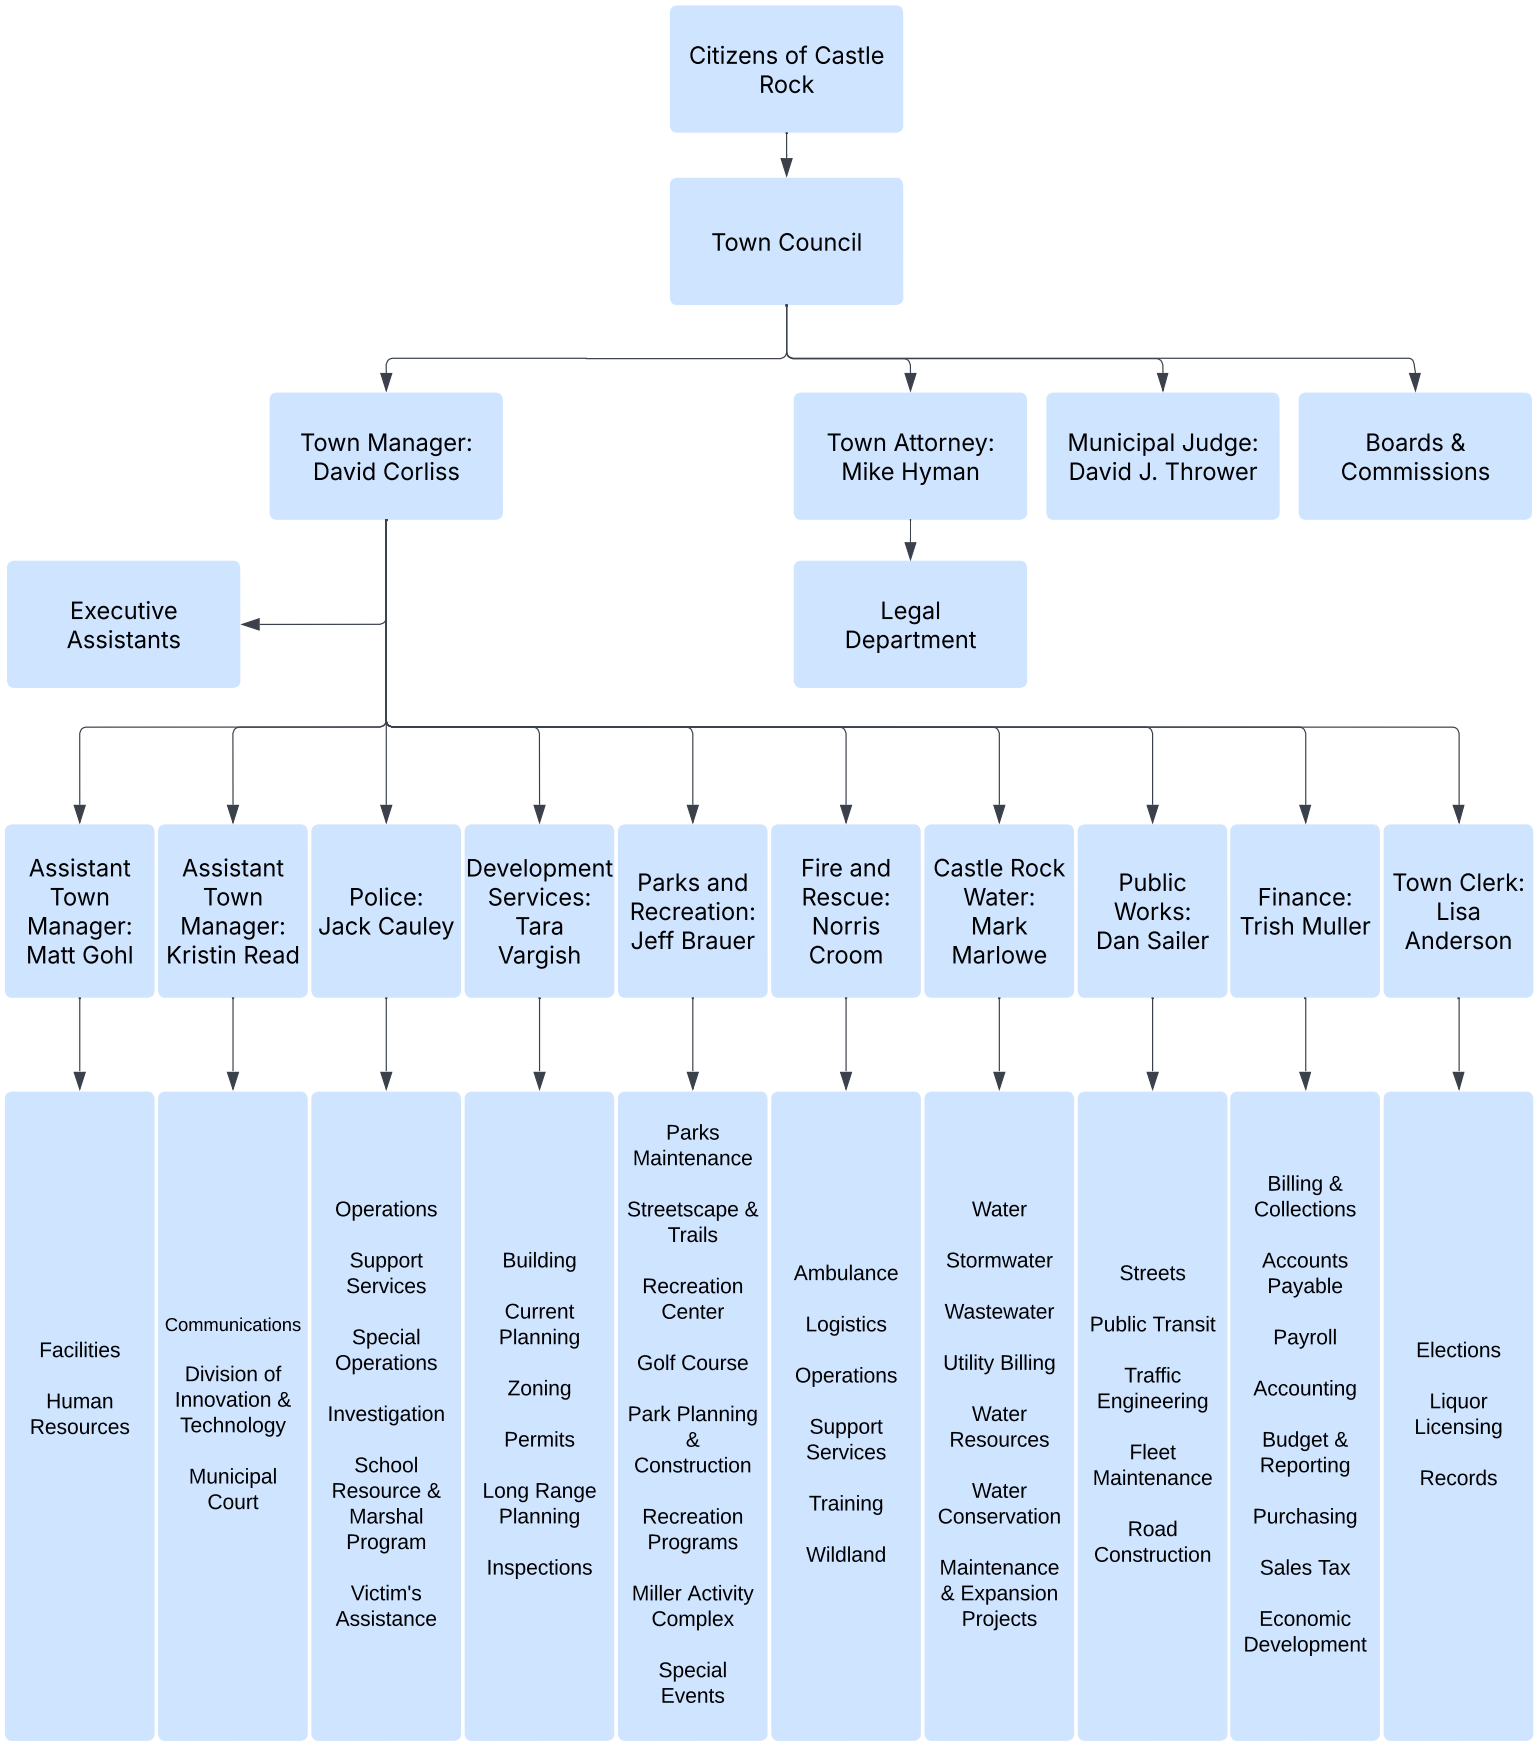 Citizens of Castle
Rock
Town Council
Town Manager:
David Corliss
Town Attorney:
Mike Hyman
Municipal Judge:
David J. Thrower
Boards &
Commissions
Executive
Assistants
Legal
Department
Assistant
Town
Manager:
Matt Gohl
Assistant
Town
Manager:
Kristin Read
Police:
Jack Cauley
Development
Services:
Tara
Vargish
Parks and
Recreation:
Jeff Brauer
Fire and
Rescue:
Norris
Croom
Castle Rock
Water:
Mark
Marlowe
Public
Works:
Dan Sailer
Finance:
Trish Muller
Town Clerk:
Lisa
Anderson
Facilities
Human
Resources
Communications
Division of
Innovation &
Technology
Municipal
Court
Operations
Support
Services
Special
Operations
Investigation
School
Resource &
Marshal
Program
Victim's
Assistance
Building
Current
Planning
Zoning
Permits
Long Range
Planning
Inspections
Parks
Maintenance
Streetscape &
Trails
Recreation
Center
Golf Course
Park Planning
&
Construction
Recreation
Programs
Miller Activity
Complex
Special
Events
Ambulance
Logistics
Operations
Support
Services
Training
Wildland
Water
Stormwater
Wastewater
Utility Billing
Water
Resources
Water
Conservation
Maintenance
& Expansion
Projects
Streets
Public Transit
Traffic
Engineering
Fleet
Maintenance
Road
Construction
Billing &
Collections
Accounts
Payable
Payroll
Accounting
Budget &
Reporting
Purchasing
Sales Tax
Economic
Development
Elections
Liquor
Licensing
Records